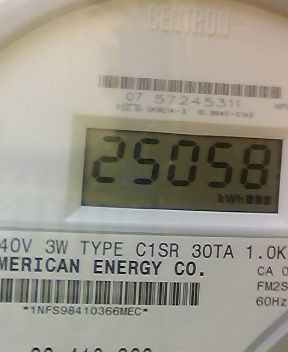 CENTRON
07 57245311
25058
kWh
40V 3W TYPE C1SR 30TA 1.0K
MERICAN ENERGY CO.
CA 0
FM2S
60Hz
*1NFS98410366MEC*